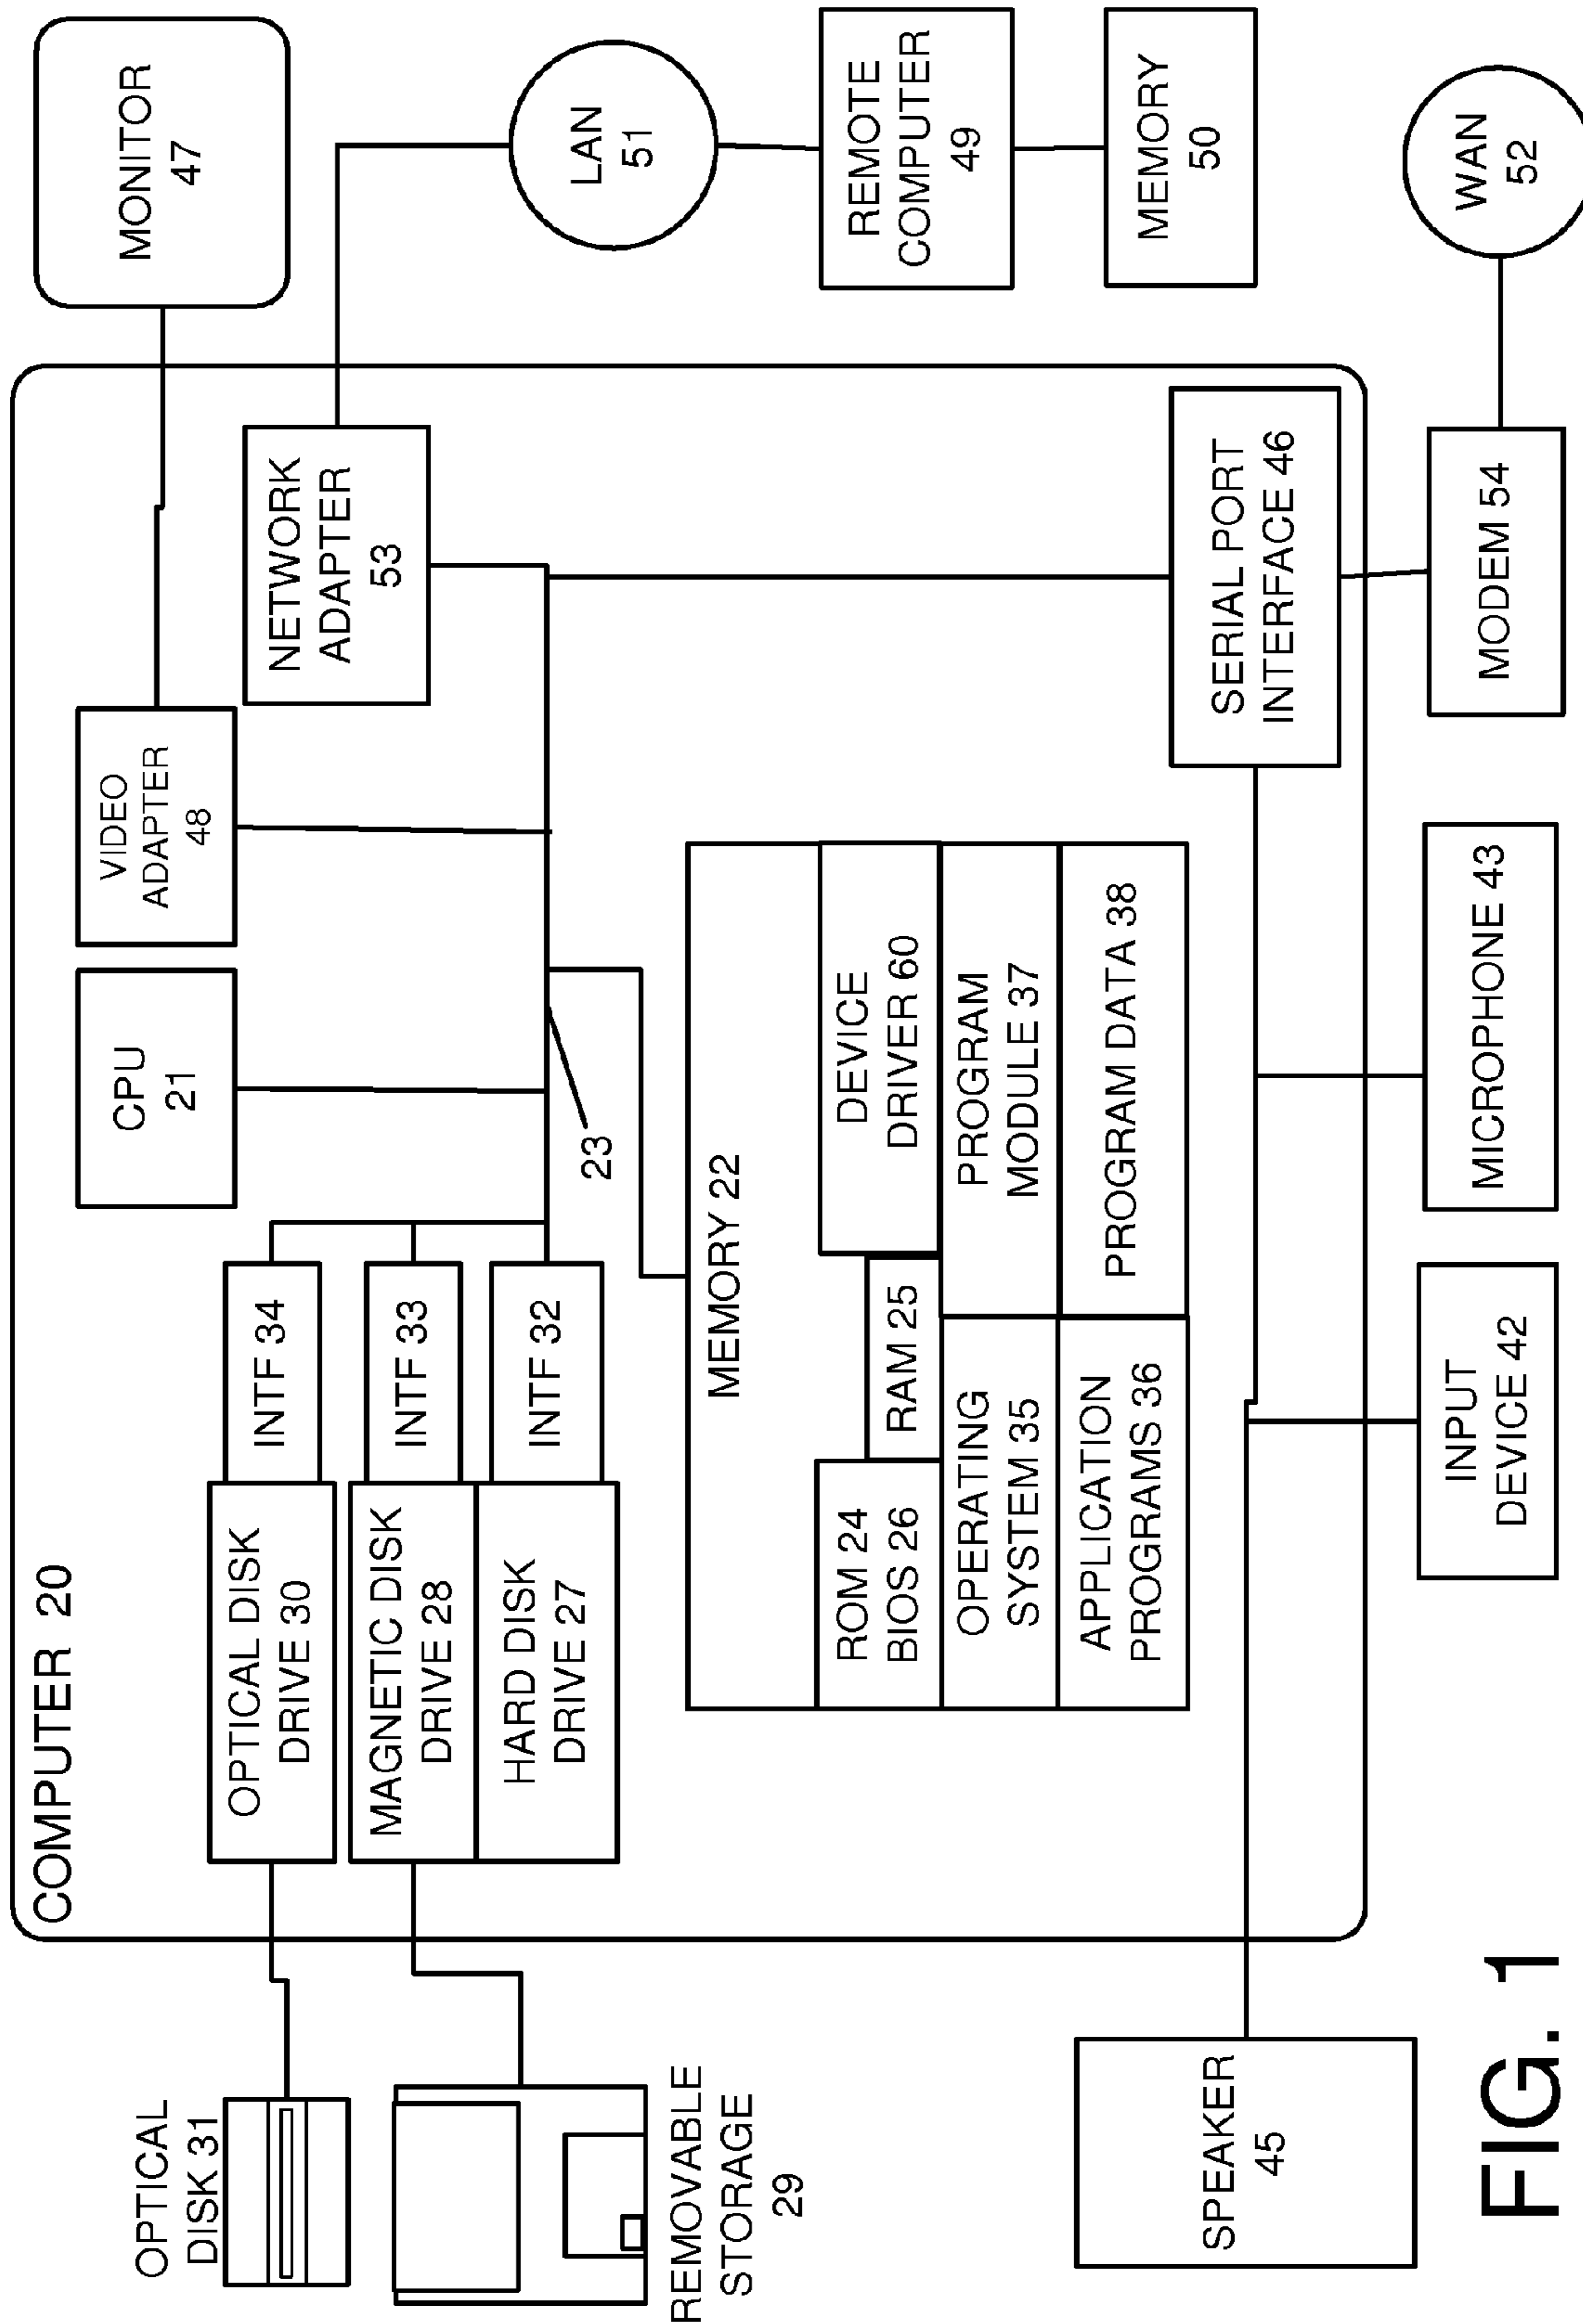 COMPUTER 20
MONITOR
47
OPTICAL
DISK 31
OPTICAL DISK
DRIVE 30
INTF 34
CPU
21
VIDEO
ADAPTER
48
NETWORK
ADAPTER
53
MAGNETIC DISK
DRIVE 28
INTF 33
HARD DISK
DRIVE 27
INTF 32
23
REMOVABLE
STORAGE
29
LAN
51
MEMORY 22
ROM 24
BIOS 26
RAM 25
DEVICE
DRIVER 60
OPERATING
SYSTEM 35
PROGRAM
MODULE 37
APPLICATION
PROGRAMS 36
PROGRAM DATA 38
REMOTE
COMPUTER
49
MEMORY
50
SERIAL PORT
INTERFACE 46
SPEAKER
45
INPUT
DEVICE 42
MICROPHONE 43
MODEM 54
WAN
52
FIG. 1